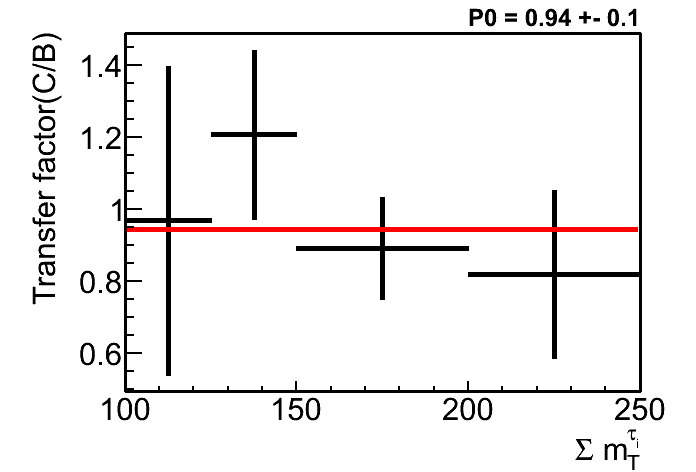 P0 = 0.94 +- 0.1
Transfer factor(C/B)
1.4
1.2
1
0.8
0.6
100 150 200 250
Σ m_T^{τ_i}